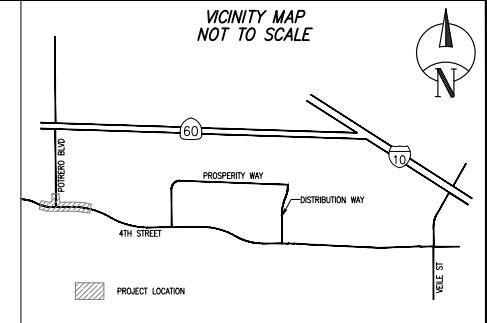 VICINITY MAP
NOT TO SCALE
N
60
10
POTRERO BLVD
PROSPERITY WAY
DISTRIBUTION WAY
4TH STREET
VEILE ST
PROJECT LOCATION